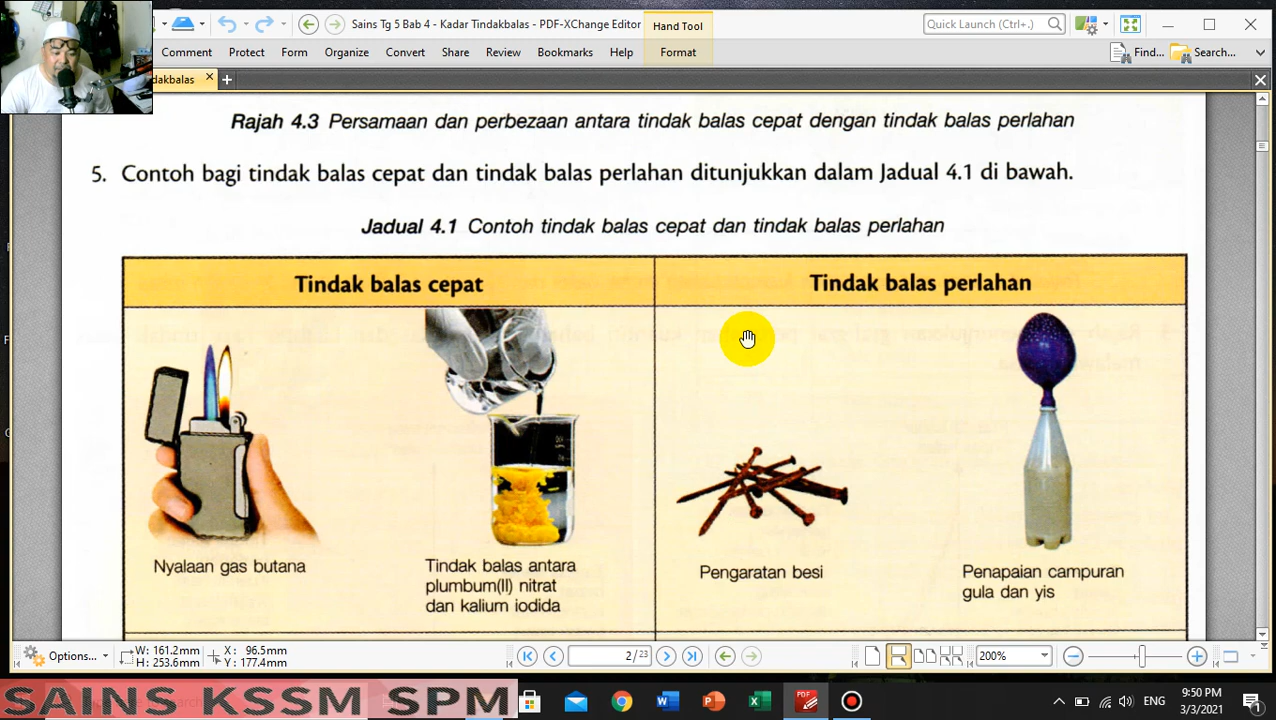 Sains Tg 5 Bab 4 - Kadar Tindakbalas - PDF-XChange Editor
Hand Tool
Quick Launch (Ctrl+.)
Comment Protect Form Organize Convert Share Review Bookmarks Help Format Find... Search...
dakbalas
Rajah 4.3 Persamaan dan perbezaan antara tindak balas cepat dengan tindak balas perlahan
5. Contoh bagi tindak balas cepat dan tindak balas perlahan ditunjukkan dalam Jadual 4.1 di bawah.
Jadual 4.1 Contoh tindak balas cepat dan tindak balas perlahan
Tindak balas cepat
Tindak balas perlahan
Nyalaan gas butana
Tindak balas antara
plumbum(II) nitrat
dan kalium iodida
Pengaratan besi
Penapaian campuran
gula dan yis
Options... W: 161.2mm X: 96.5mm 2/23 200%
H: 253.6mm Y: 177.4mm
SAINS KSSM SPM
ENG 9:50 PM
3/3/2021